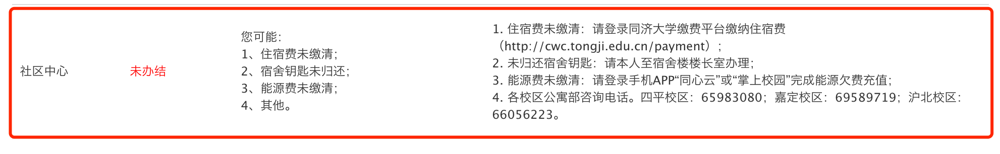 社区中心
未办结
您可能：
1、住宿费未缴清；
2、宿舍钥匙未归还；
3、能源费未缴清；
4、其他。
1. 住宿费未缴清：请登录同济大学缴费平台缴纳住宿费
（http://cwc.tongji.edu.cn/payment）；
2. 未归还宿舍钥匙：请本人至宿舍楼楼长室办理；
3. 能源费未缴清：请登录手机APP“同心云”或“掌上校园”完成能源欠费充值；
4. 各校区公寓部咨询电话。四平校区：65983080；嘉定校区：69589719；沪北校区：
66056223。